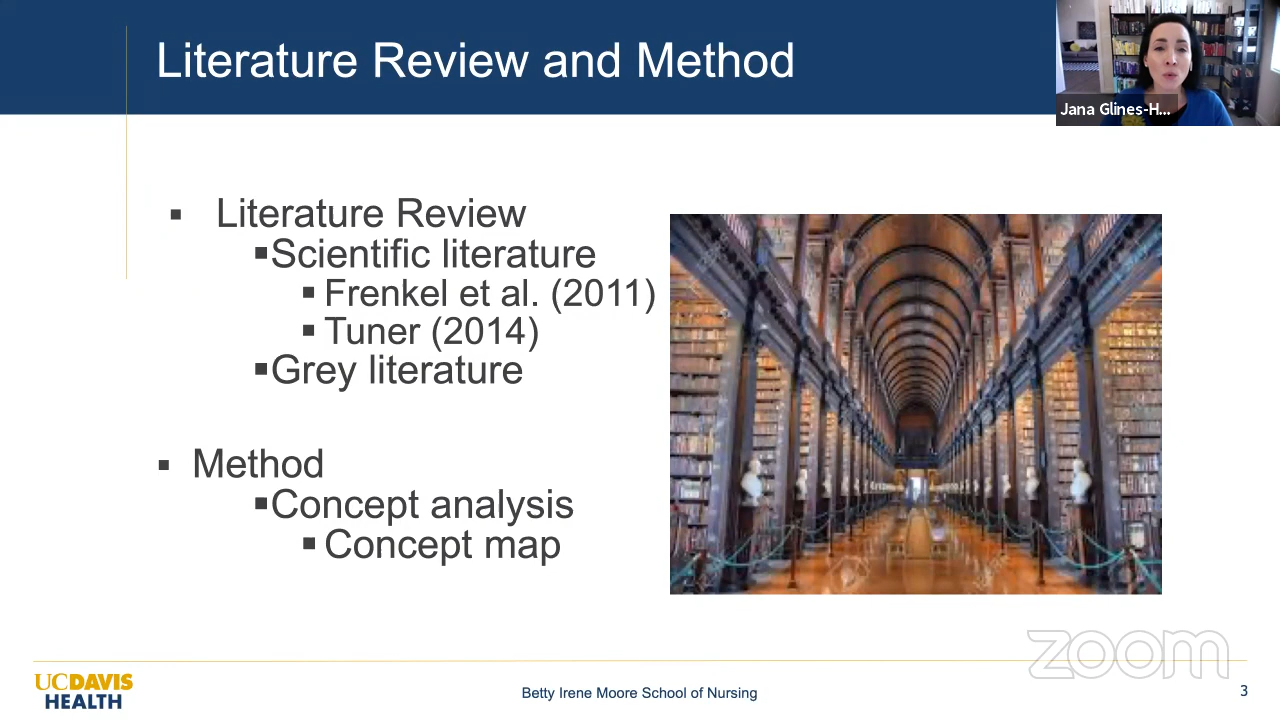 Literature Review and Method
Jana Glines-H...
▪ Literature Review
▪Scientific literature
▪Frenkel et al. (2011)
▪Tuner (2014)
▪Grey literature
▪ Method
▪Concept analysis
▪Concept map
zoom
UCDAVIS
HEALTH
Betty Irene Moore School of Nursing
3